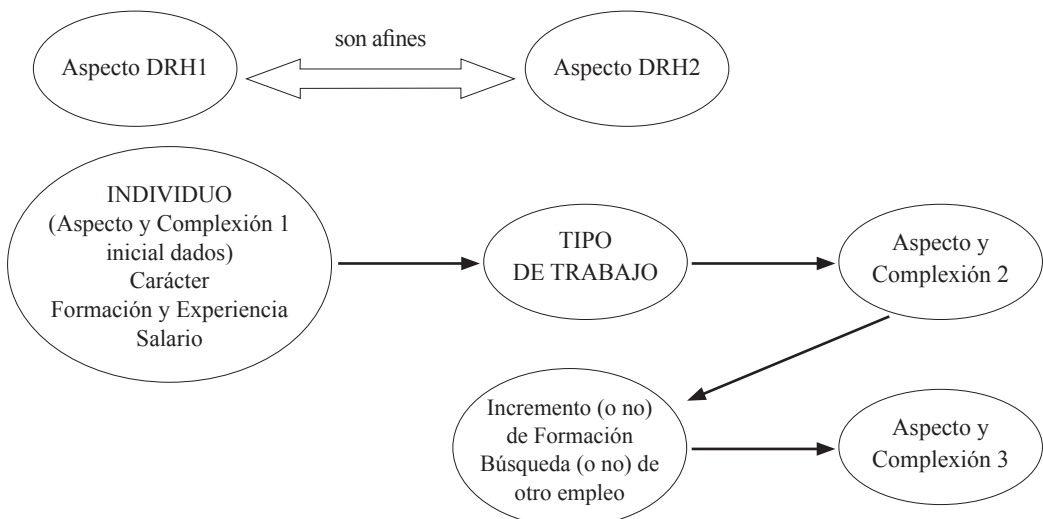 son afines
Aspecto DRH1
Aspecto DRH2
INDIVIDUO
(Aspecto y Complexión 1
inicial dados)
Carácter
Formación y Experiencia
Salario
TIPO
DE TRABAJO
Aspecto y
Complexión 2
Incremento (o no)
de Formación
Búsqueda (o no) de
otro empleo
Aspecto y
Complexión 3